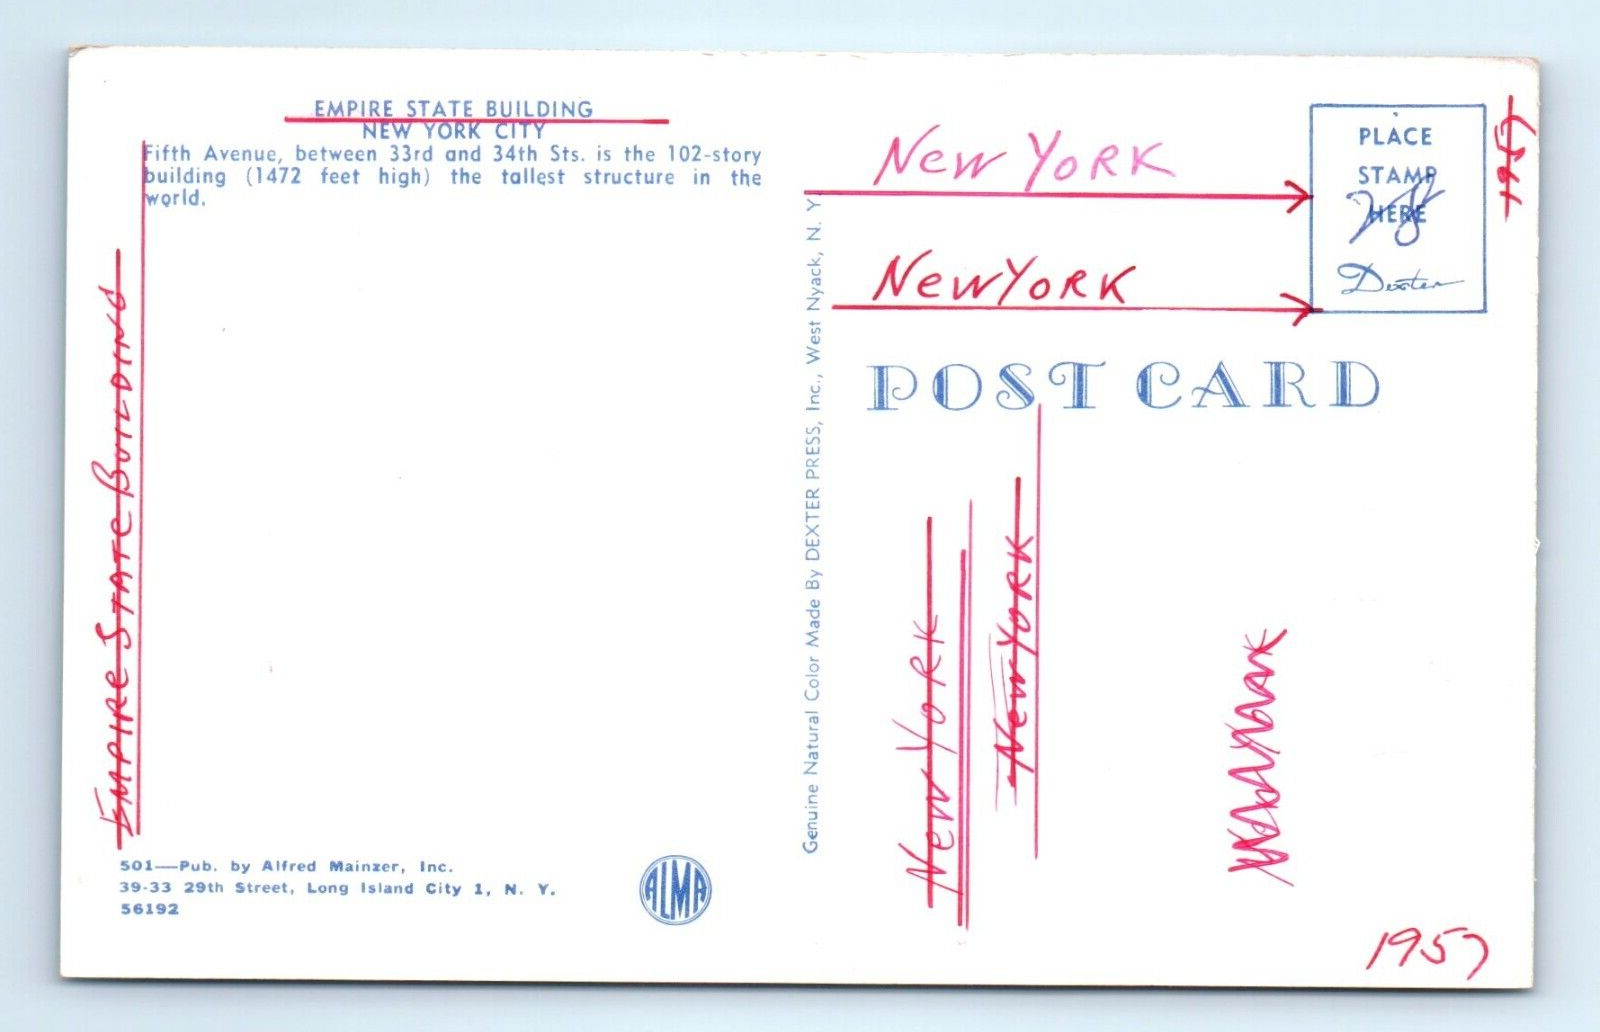 EMPIRE STATE BUILDING
NEW YORK CITY
Fifth Avenue, between 33rd and 34th Sts. is the 102-story
building (1472 feet high) the tallest structure in the
world.
EMPIRE STATE BUILDING
501—Pub. by Alfred Mainzer, Inc.
39-33 29th Street, Long Island City 1, N. Y.
56192
ALMA
Genuine Natural Color Made By DEXTER PRESS, Inc., West Nyack, N. Y.
New YORK
New YORK
PLACE
STAMP
HERE
Dexter
1957
POST CARD
New YORK
New YORK
1957